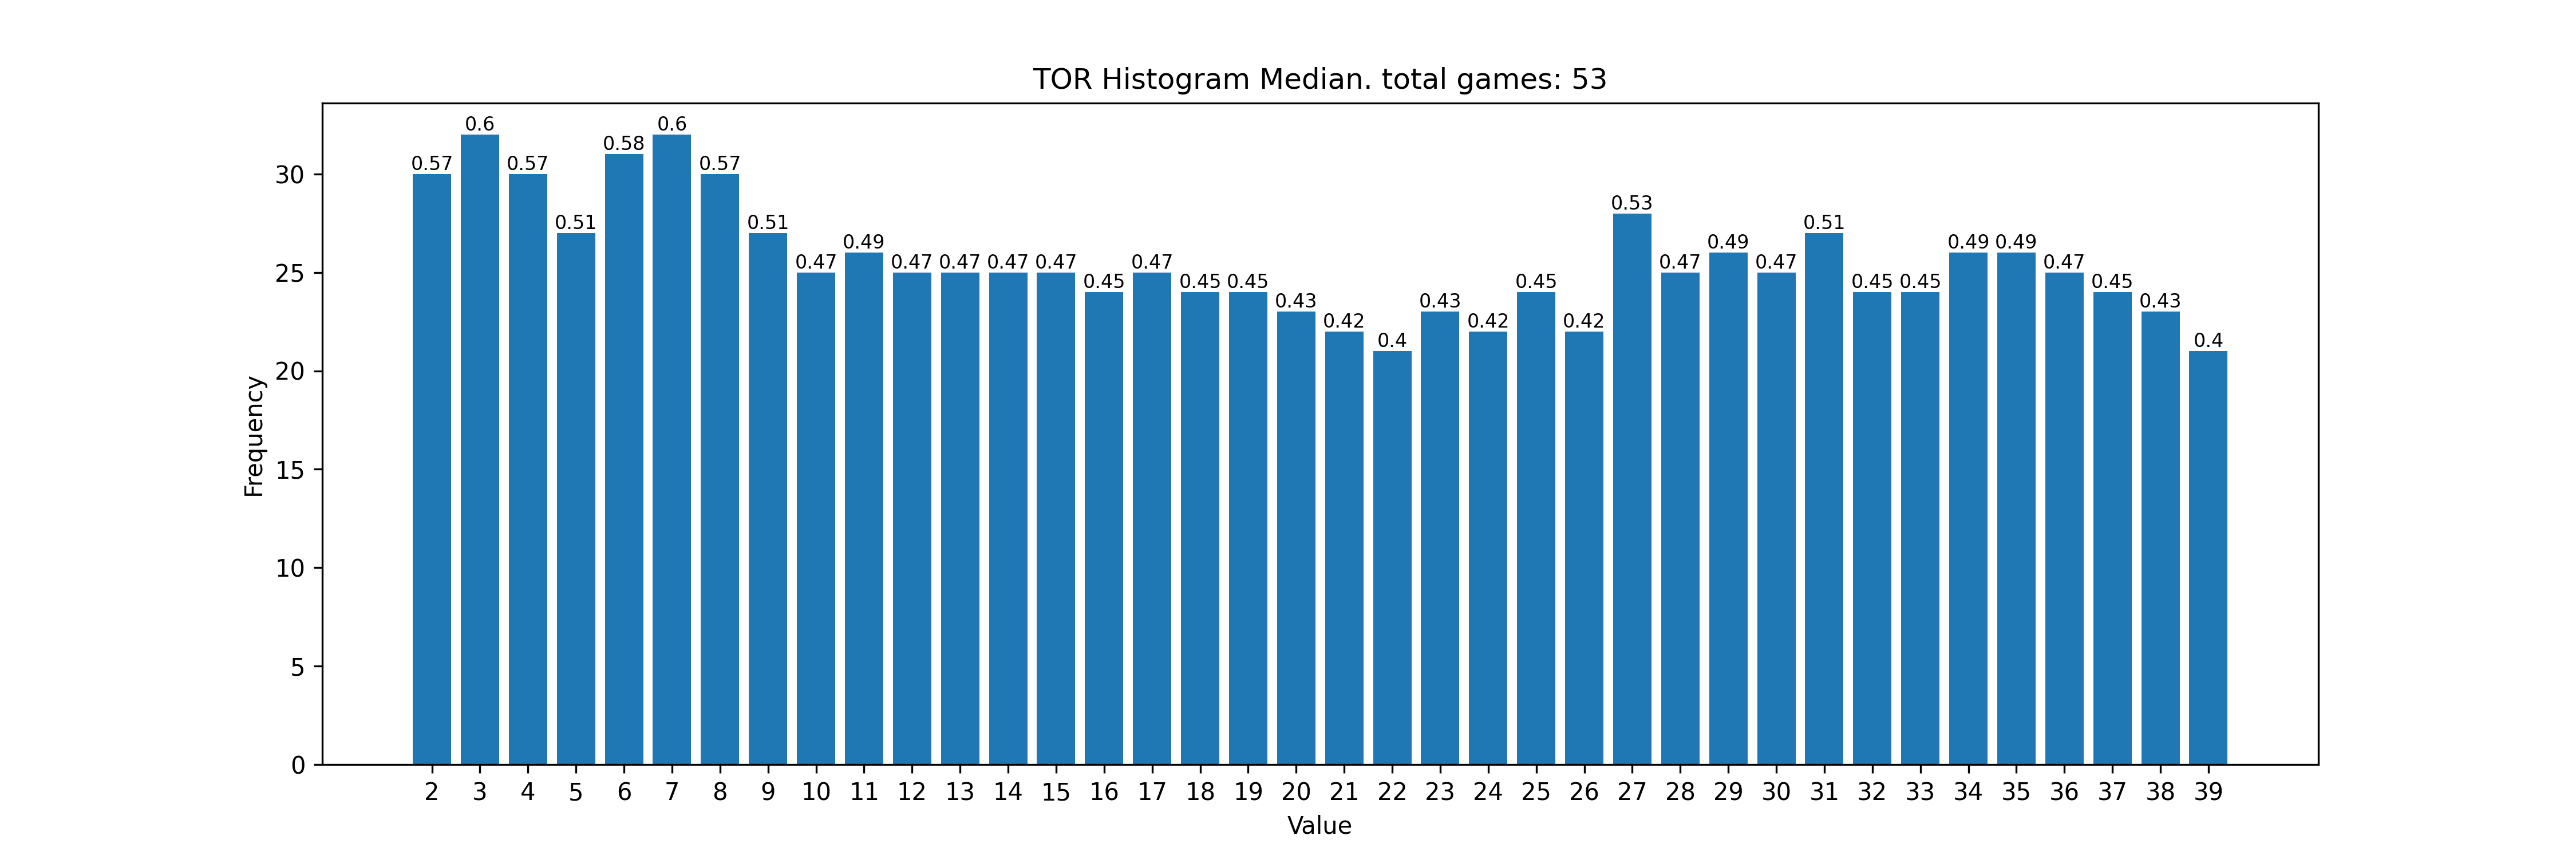 TOR Histogram Median. total games: 53
0.57 0.6 0.57 0.51 0.58 0.6 0.57 0.51 0.47 0.49 0.47 0.47 0.47 0.47 0.45 0.47 0.45 0.45 0.43 0.42 0.4 0.43 0.42 0.45 0.42 0.53 0.47 0.49 0.47 0.51 0.45 0.45 0.49 0.49 0.47 0.45 0.43 0.4
30
25
20
15
10
5
0
Frequency
2 3 4 5 6 7 8 9 10 11 12 13 14 15 16 17 18 19 20 21 22 23 24 25 26 27 28 29 30 31 32 33 34 35 36 37 38 39
Value